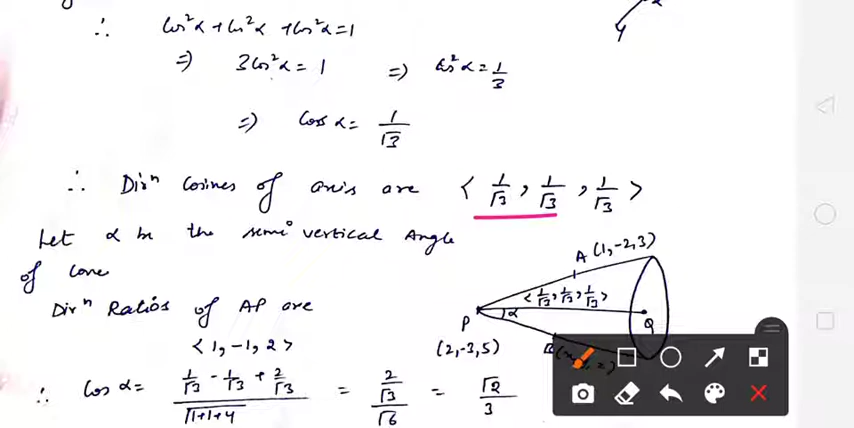 ∴ Cos²α + Cos²α + Cos²α = 1
⇒ 3Cos²α = 1 ⇒ Cos²α = 1/3
⇒ Cos α = 1/√3
∴ Dirⁿ Cosines of axis are < 1/√3, 1/√3, 1/√3 >
Let α be the semi vertical Angle
of cone
Dirⁿ Ratios of AP are
< 1, -1, 2 >
∴ Cos α = (1/√3 - 1/√3 + 2/√3)/√(1+1+4) = (2/√3)/√6 = √2/3
Y
A (1, -2, 3)
< 1/√3, 1/√3, 1/√3 >
P α Q
(2, -3, 5)